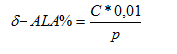 δ−ALA% = C*0,01 / p